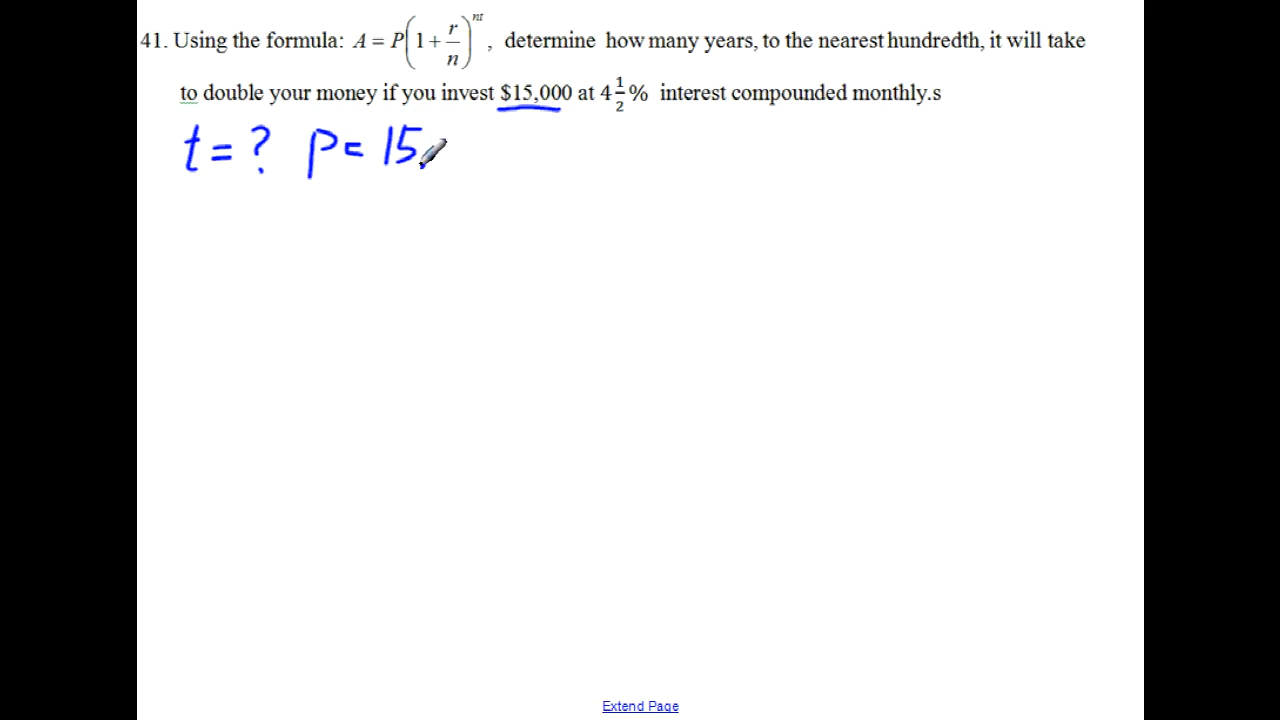 41. Using the formula: A = P(1 + r/n)^nt, determine how many years, to the nearest hundredth, it will take
to double your money if you invest $15,000 at 4 1/2 % interest compounded monthly.s
t = ? P = 15,
Extend Page